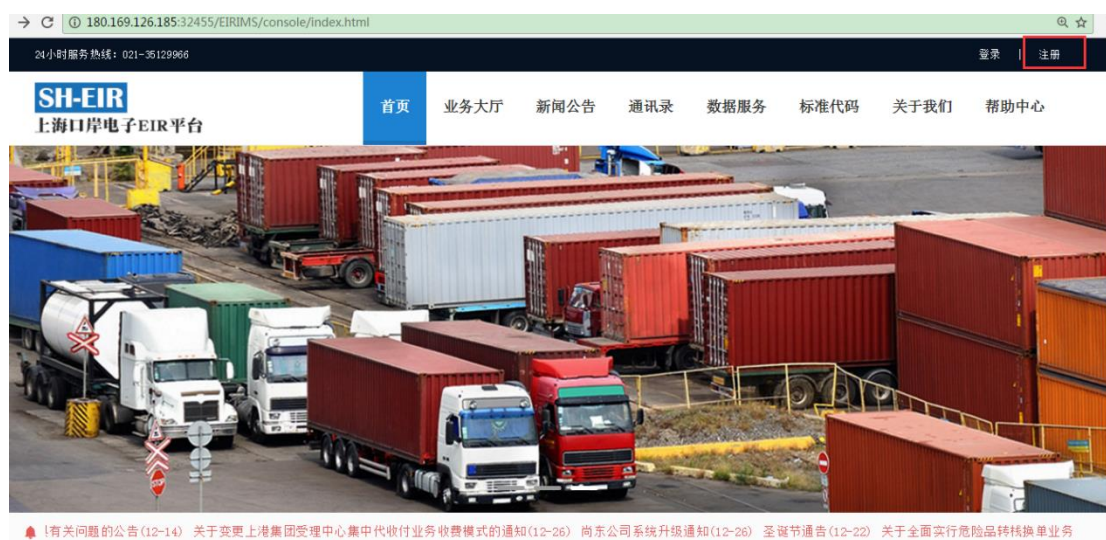 180.169.126.185:32455/EIRIMS/console/index.html
24小时服务热线：021-35129966 登录 | 注册
SH-EIR
上海口岸电子EIR平台
首页 业务大厅 新闻公告 通讯录 数据服务 标准代码 关于我们 帮助中心
STOP
有关问题的公告(12-14) 关于变更上港集团受理中心集中代收付业务收费模式的通知(12-26) 尚东公司系统升级通知(12-26) 圣诞节通告(12-22) 关于全面实行危险品转栈换单业务